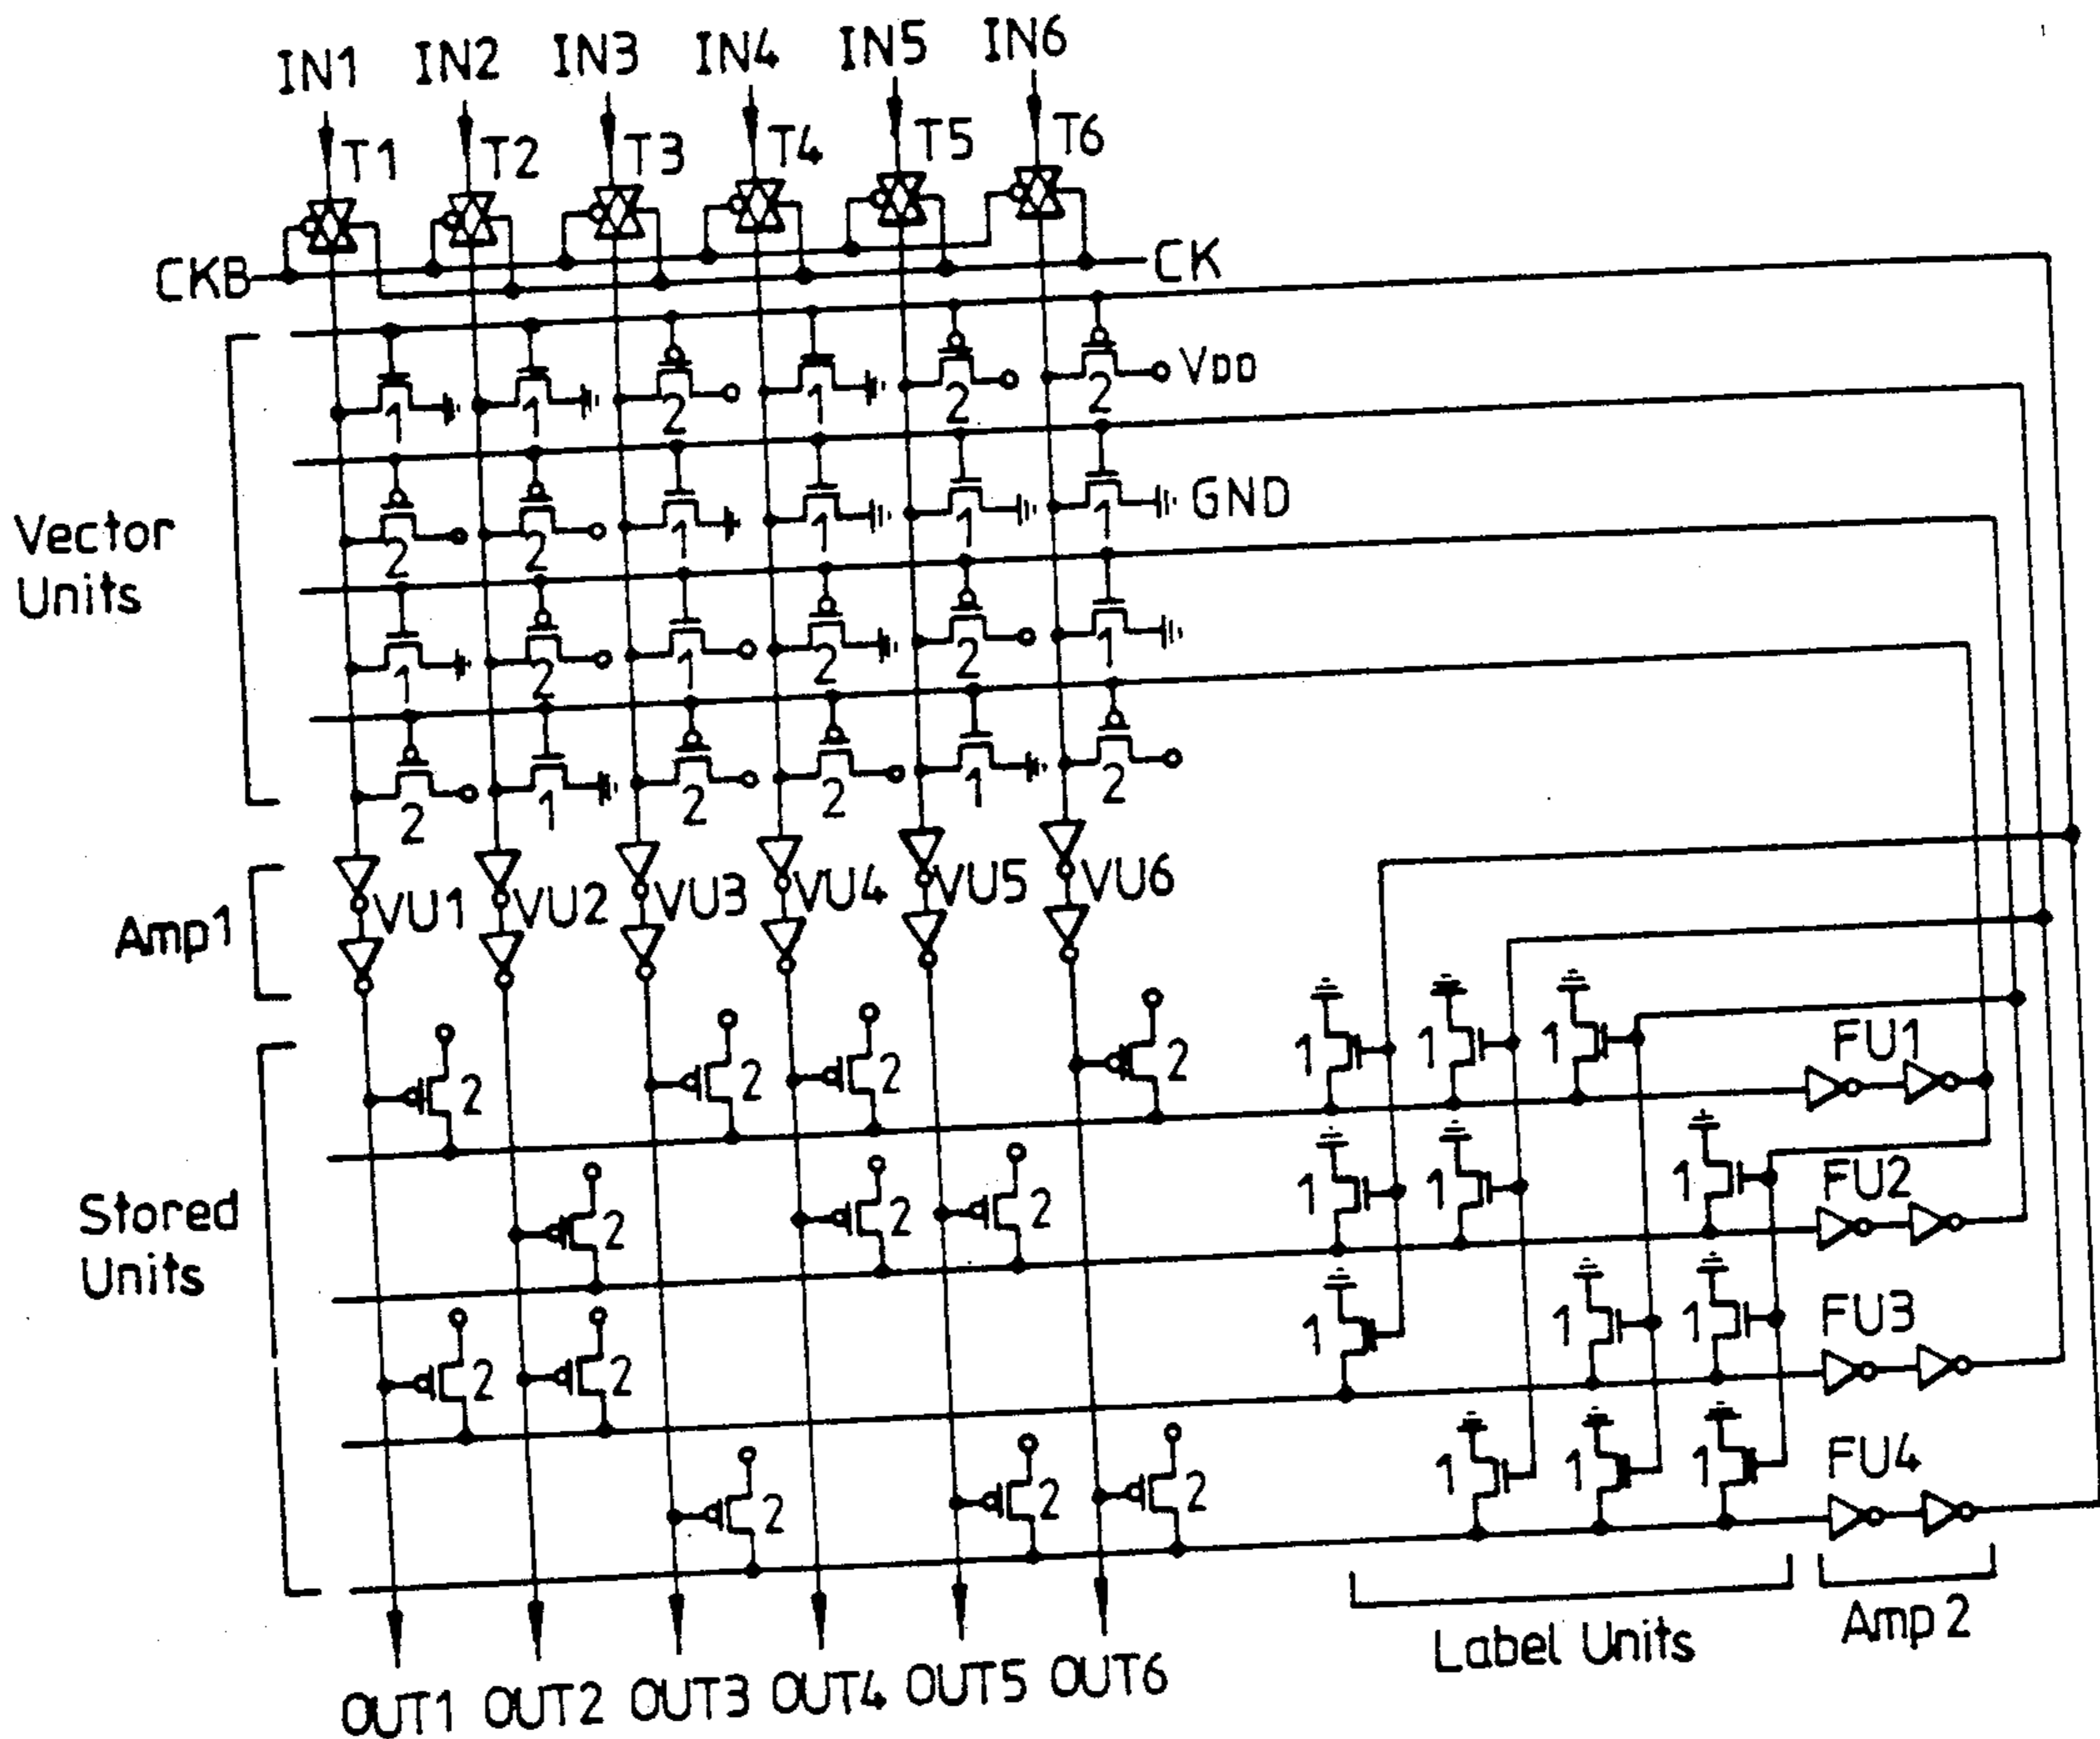 IN1 IN2 IN3 IN4 IN5 IN6
T1 T2 T3 T4 T5 T6
CKB CK
1 1 2 1 2 2 VDD
2 2 1 1 1 1 GND
Vector
Units
1 2 1 2 2 1
2 1 2 2 1 2
Amp1
VU1 VU2 VU3 VU4 VU5 VU6
2 2 2 2 1 1 1 FU1
2 2 2 1 1 1 FU2
Stored
Units
2 2 1 1 1 FU3
2 2 2 1 1 1 FU4
Label Units
Amp 2
OUT1 OUT2 OUT3 OUT4 OUT5 OUT6